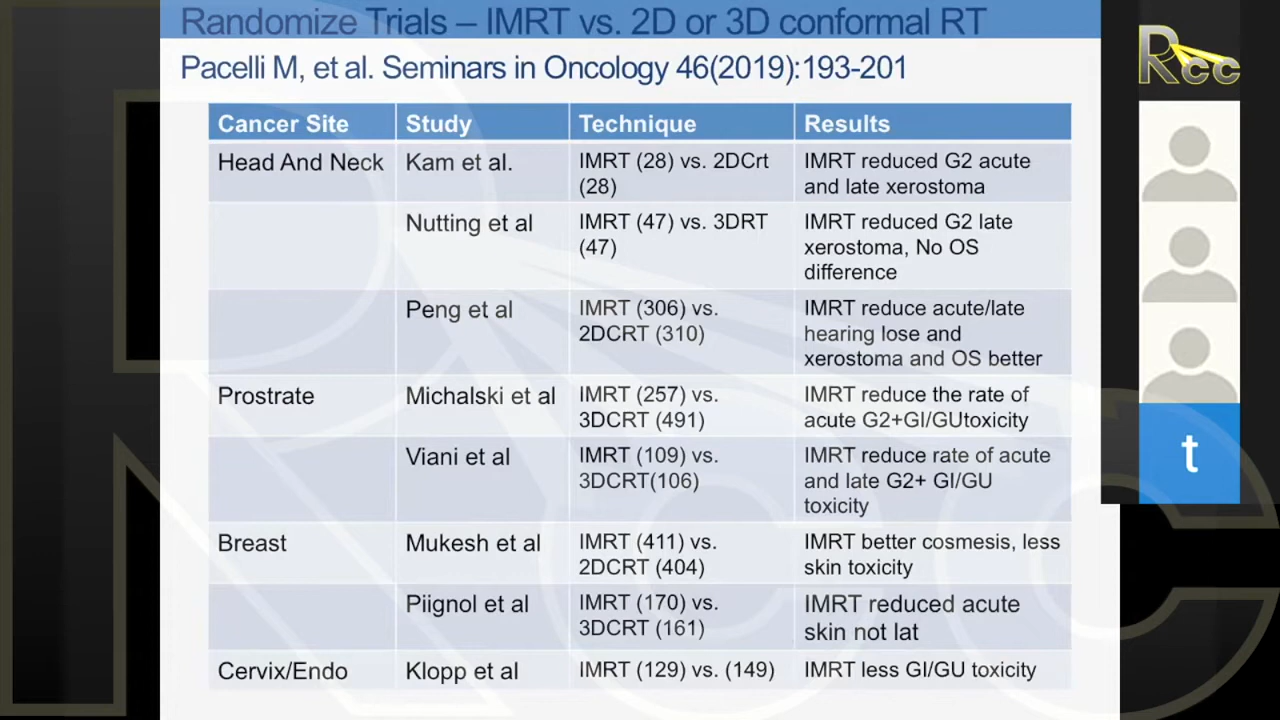 Randomize Trials – IMRT vs. 2D or 3D conformal RT
Pacelli M, et al. Seminars in Oncology 46(2019):193-201
Rcc
Cancer Site Study Technique Results
Head And Neck Kam et al. IMRT (28) vs. 2DCrt IMRT reduced G2 acute
(28) and late xerostoma
Nutting et al IMRT (47) vs. 3DRT IMRT reduced G2 late
(47) xerostoma, No OS
difference
Peng et al IMRT (306) vs. IMRT reduce acute/late
2DCRT (310) hearing lose and
xerostoma and OS better
Prostrate Michalski et al IMRT (257) vs. IMRT reduce the rate of
3DCRT (491) acute G2+GI/GUtoxicity
Viani et al IMRT (109) vs. IMRT reduce rate of acute
3DCRT(106) and late G2+ GI/GU
toxicity
t
Breast Mukesh et al IMRT (411) vs. IMRT better cosmesis, less
2DCRT (404) skin toxicity
Piignol et al IMRT (170) vs. IMRT reduced acute
3DCRT (161) skin not lat
Cervix/Endo Klopp et al IMRT (129) vs. (149) IMRT less GI/GU toxicity